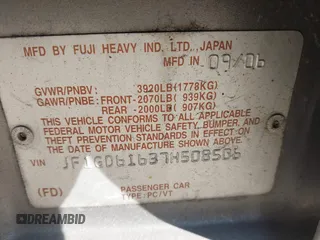 MFD BY FUJI HEAVY IND. LTD., JAPAN
MFD IN 09/06
GVWR/PNBV: 3920LB(1778KG)
GAWR/PNBE: FRONT-2070LB( 939KG)
REAR -2000LB( 907KG)
THIS VEHICLE CONFORMS TO ALL APPLICABLE
FEDERAL MOTOR VEHICLE SAFETY, BUMPER, AND
THEFT PREVENTION STANDARDS IN EFFECT ON
THE DATE OF MANUFACTURE SHOWN ABOVE.
VIN
(FD) PASSENGER CAR
TYPE : PC/VT
DREAMBID